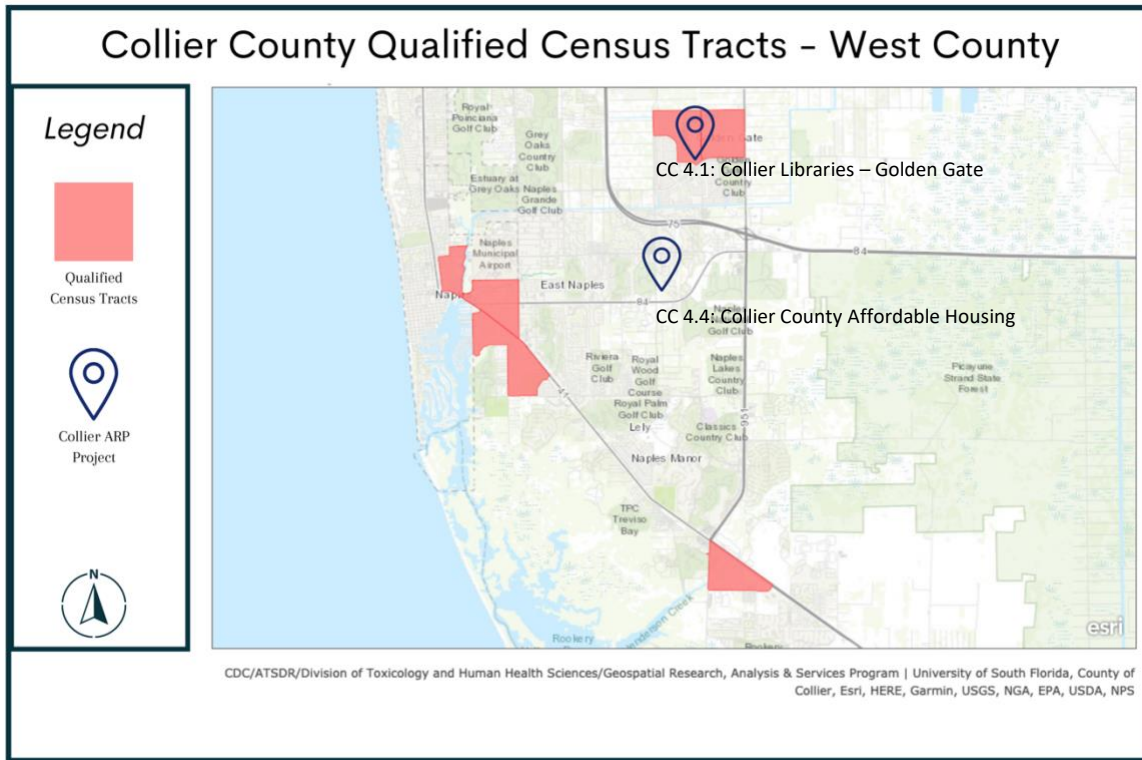 Collier County Qualified Census Tracts - West County
Legend
Qualified
Census Tracts
Collier ARP
Project
N
Royal
Poinciana
Golf Club
Grey
Oaks
Country
Club
Estuary at
Grey Oaks
Naples
Grande
Golf Club
Naples
Municipal
Airport
CC 4.1: Collier Libraries – Golden Gate
Country
Club
75
84
East Naples
84
CC 4.4: Collier County Affordable Housing
Golf Club
Riviera
Golf
Club
Royal
Wood
Golf
Course
Royal Palm
Golf Club
Lely
Naples
Lakes
Country
Club
Classics
Country Club
951
41
Naples Manor
Picayune
Strand State
Forest
TPC
Treviso
Bay
Rookery
esri
CDC/ATSDR/Division of Toxicology and Human Health Sciences/Geospatial Research, Analysis & Services Program | University of South Florida, County of
Collier, Esri, HERE, Garmin, USGS, NGA, EPA, USDA, NPS